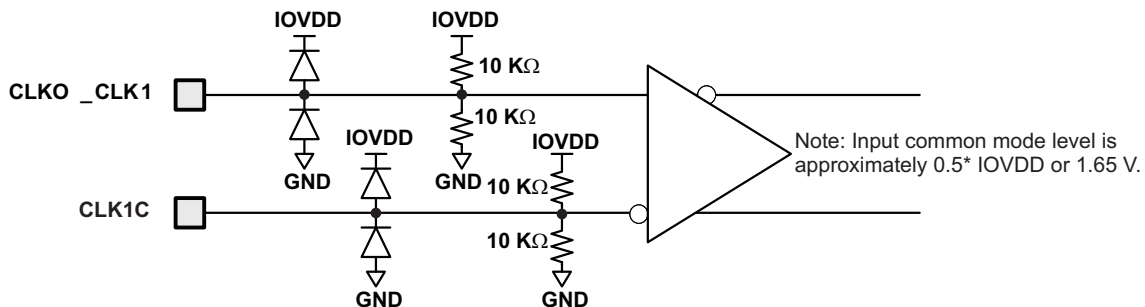 IOVDD
IOVDD
10 KΩ
CLKO _CLK1
10 KΩ
IOVDD
IOVDD
Note: Input common mode level is
approximately 0.5* IOVDD or 1.65 V.
GND
GND
10 KΩ
CLK1C
10 KΩ
GND
GND